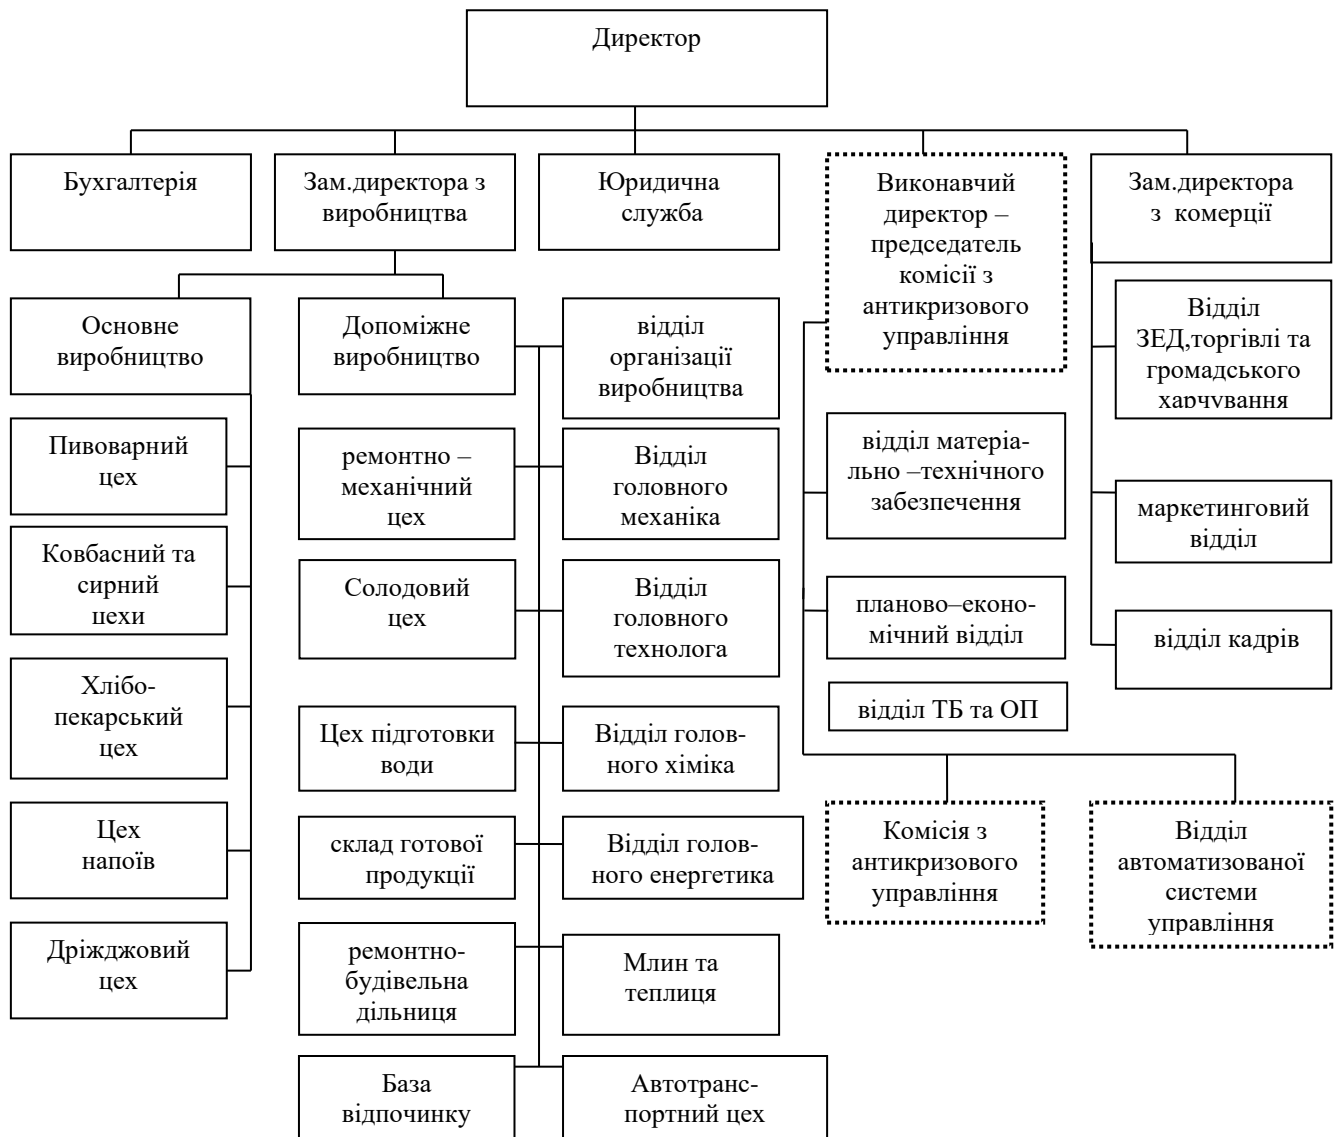 Директор
Бухгалтерія
Зам.директора з
виробництва
Юридична
служба
Виконавчий
директор –
председатель
комісії з
антикризового
управління
Зам.директора
з комерції
Основне
виробництво
Допоміжне
виробництво
відділ
організації
виробництва
Відділ
ЗЕД,торгівлі та
громадського
харчування
Пивоварний
цех
ремонтно –
механічний
цех
Відділ
головного
механіка
відділ матеріа-
льно –технічного
забезпечення
маркетинговий
відділ
Ковбасний та
сирний
цехи
Солодовий
цех
Відділ
головного
технолога
планово–еконо-
мічний відділ
відділ кадрів
Хлібо-
пекарський
цех
Цех підготовки
води
Відділ голов-
ного хіміка
відділ ТБ та ОП
Цех
напоїв
склад готової
продукції
Відділ голов-
ного енергетика
Комісія з
антикризового
управління
Відділ
автоматизованої
системи
управління
Дріжджовий
цех
ремонтно-
будівельна
дільниця
Млин та
теплиця
База
відпочинку
Автотранс-
портний цех